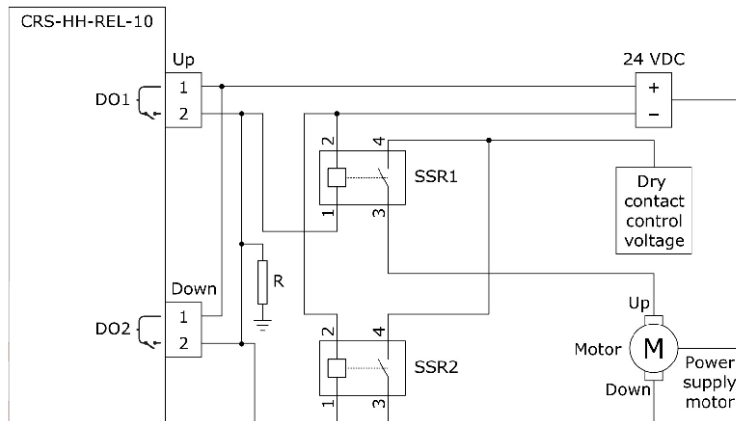 CRS-HH-REL-10
Up
24 VDC
1
+
DO1
2
−
2
4
SSR1
Dry
contact
control
voltage
1
3
R
Up
Down
1
DO2
2
2
4
Motor
M
SSR2
Power
supply
motor
Down
1
3